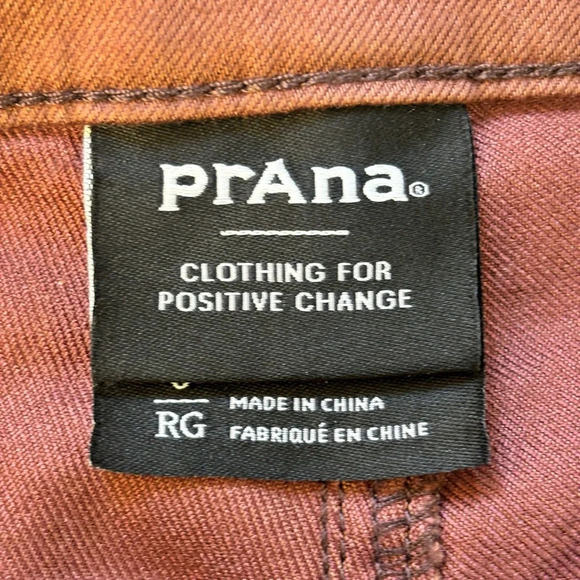 prAna®
CLOTHING FOR
POSITIVE CHANGE
RG
MADE IN CHINA
FABRIQUÉ EN CHINE